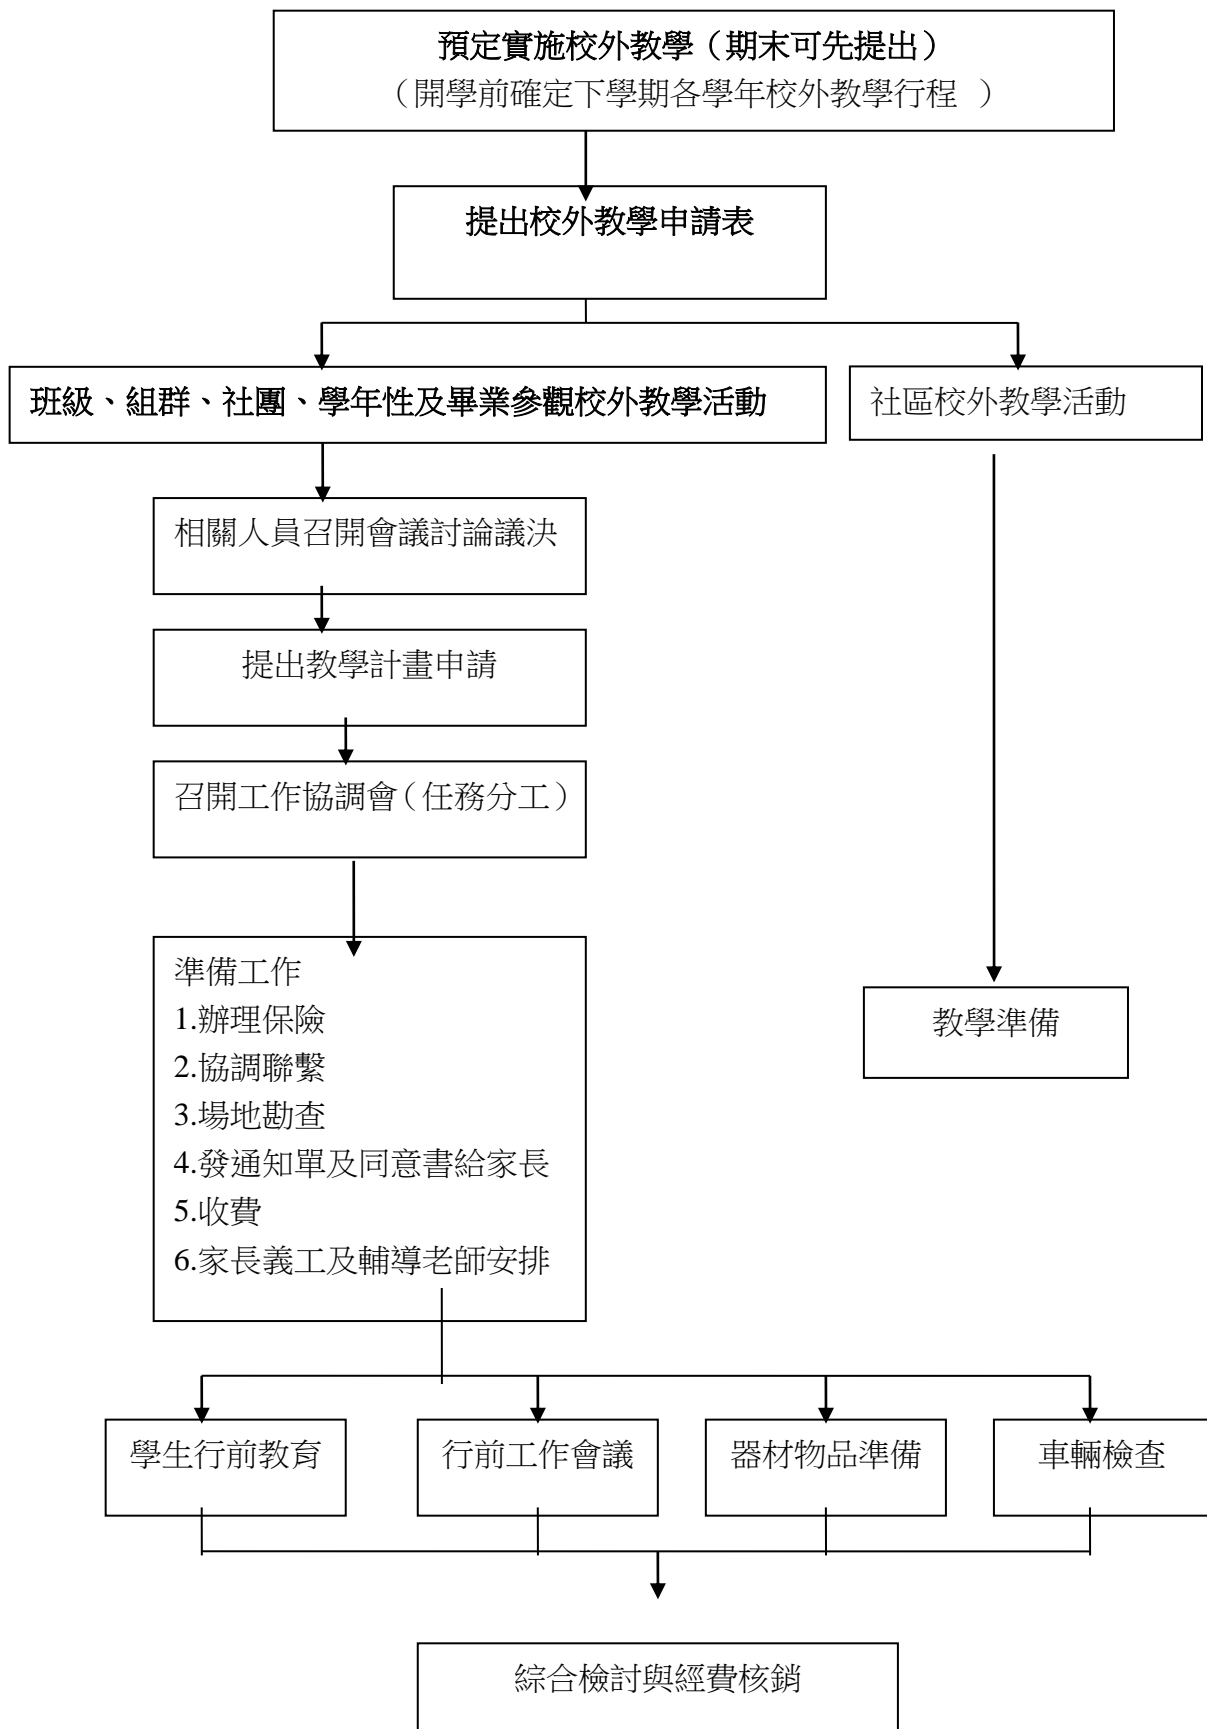 預定實施校外教學（期末可先提出）
（開學前確定下學期各學年校外教學行程 ）
提出校外教學申請表
班級、組群、社團、學年性及畢業參觀校外教學活動
社區校外教學活動
相關人員召開會議討論議決
提出教學計畫申請
召開工作協調會（任務分工）
準備工作
1.辦理保險
2.協調聯繫
3.場地勘查
4.發通知單及同意書給家長
5.收費
6.家長義工及輔導老師安排
教學準備
學生行前教育
行前工作會議
器材物品準備
車輛檢查
綜合檢討與經費核銷